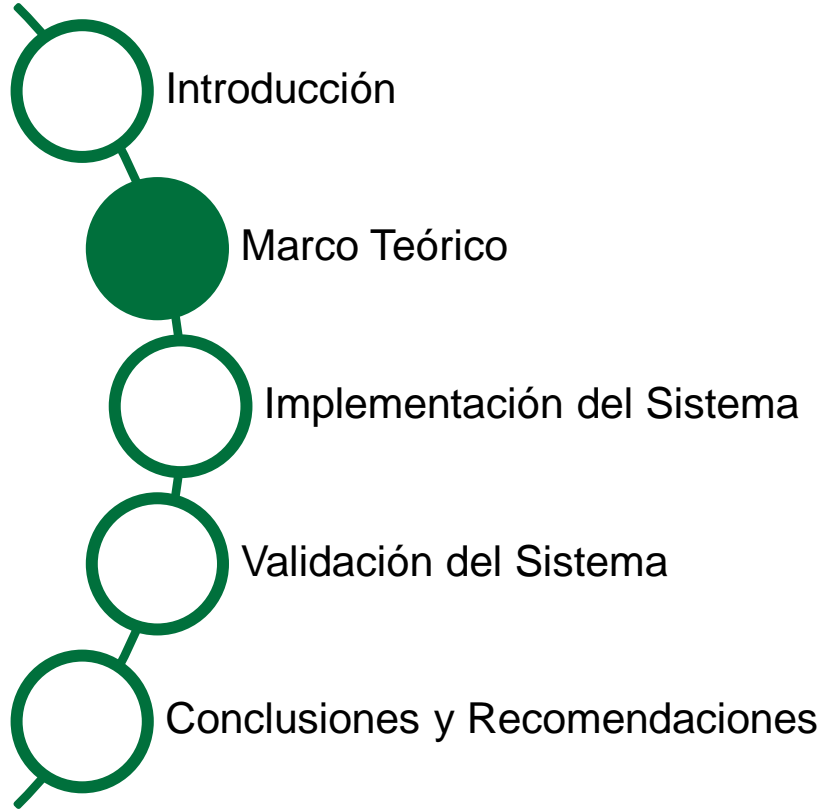 Introducción
Marco Teórico
Implementación del Sistema
Validación del Sistema
Conclusiones y Recomendaciones